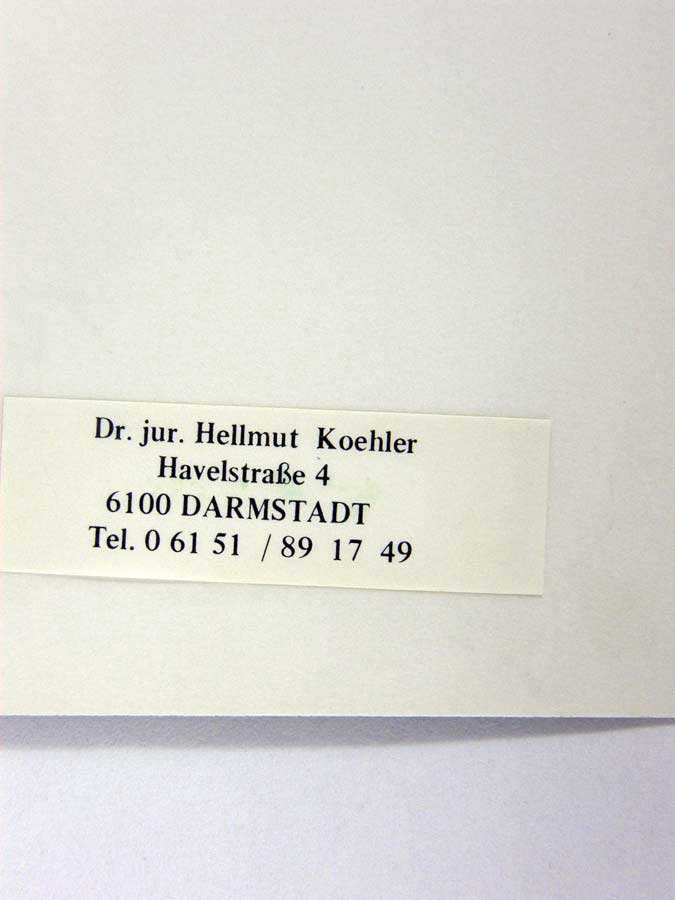 Dr. jur. Hellmut Koehler
Havelstraße 4
6100 DARMSTADT
Tel. 0 61 51 / 89 17 49